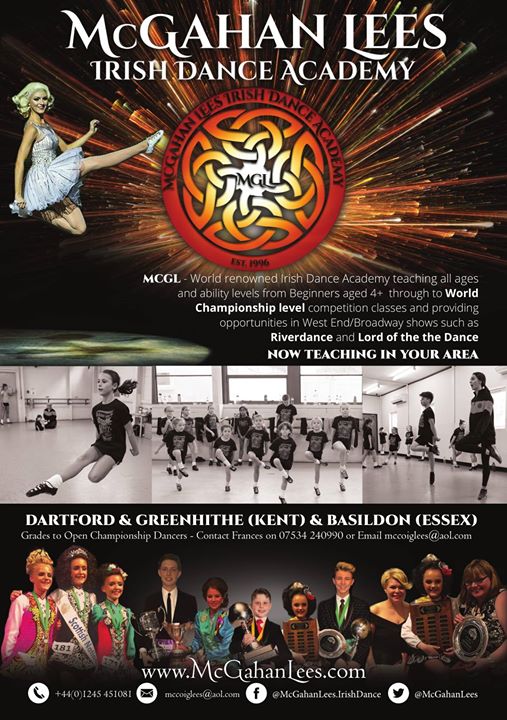 McGAHAN LEES
IRISH DANCE ACADEMY
MCGAHAN LEES IRISH DANCE ACADEMY
MGL
EST. 1996
MCGL - World renowned Irish Dance Academy teaching all ages
and ability levels from Beginners aged 4+ through to World
Championship level competition classes and providing
opportunities in West End/Broadway shows such as
Riverdance and Lord of the the Dance
NOW TEACHING IN YOUR AREA
DARTFORD & GREENHITHE (KENT) & BASILDON (ESSEX)
Grades to Open Championship Dancers - Contact Frances on 07534 240990 or Email mccoiglees@aol.com
181
www.McGahanLees.com
+44(0)1245 451081
mccoiglees@aol.com
@McGahanLees.IrishDance
@McGahanLees